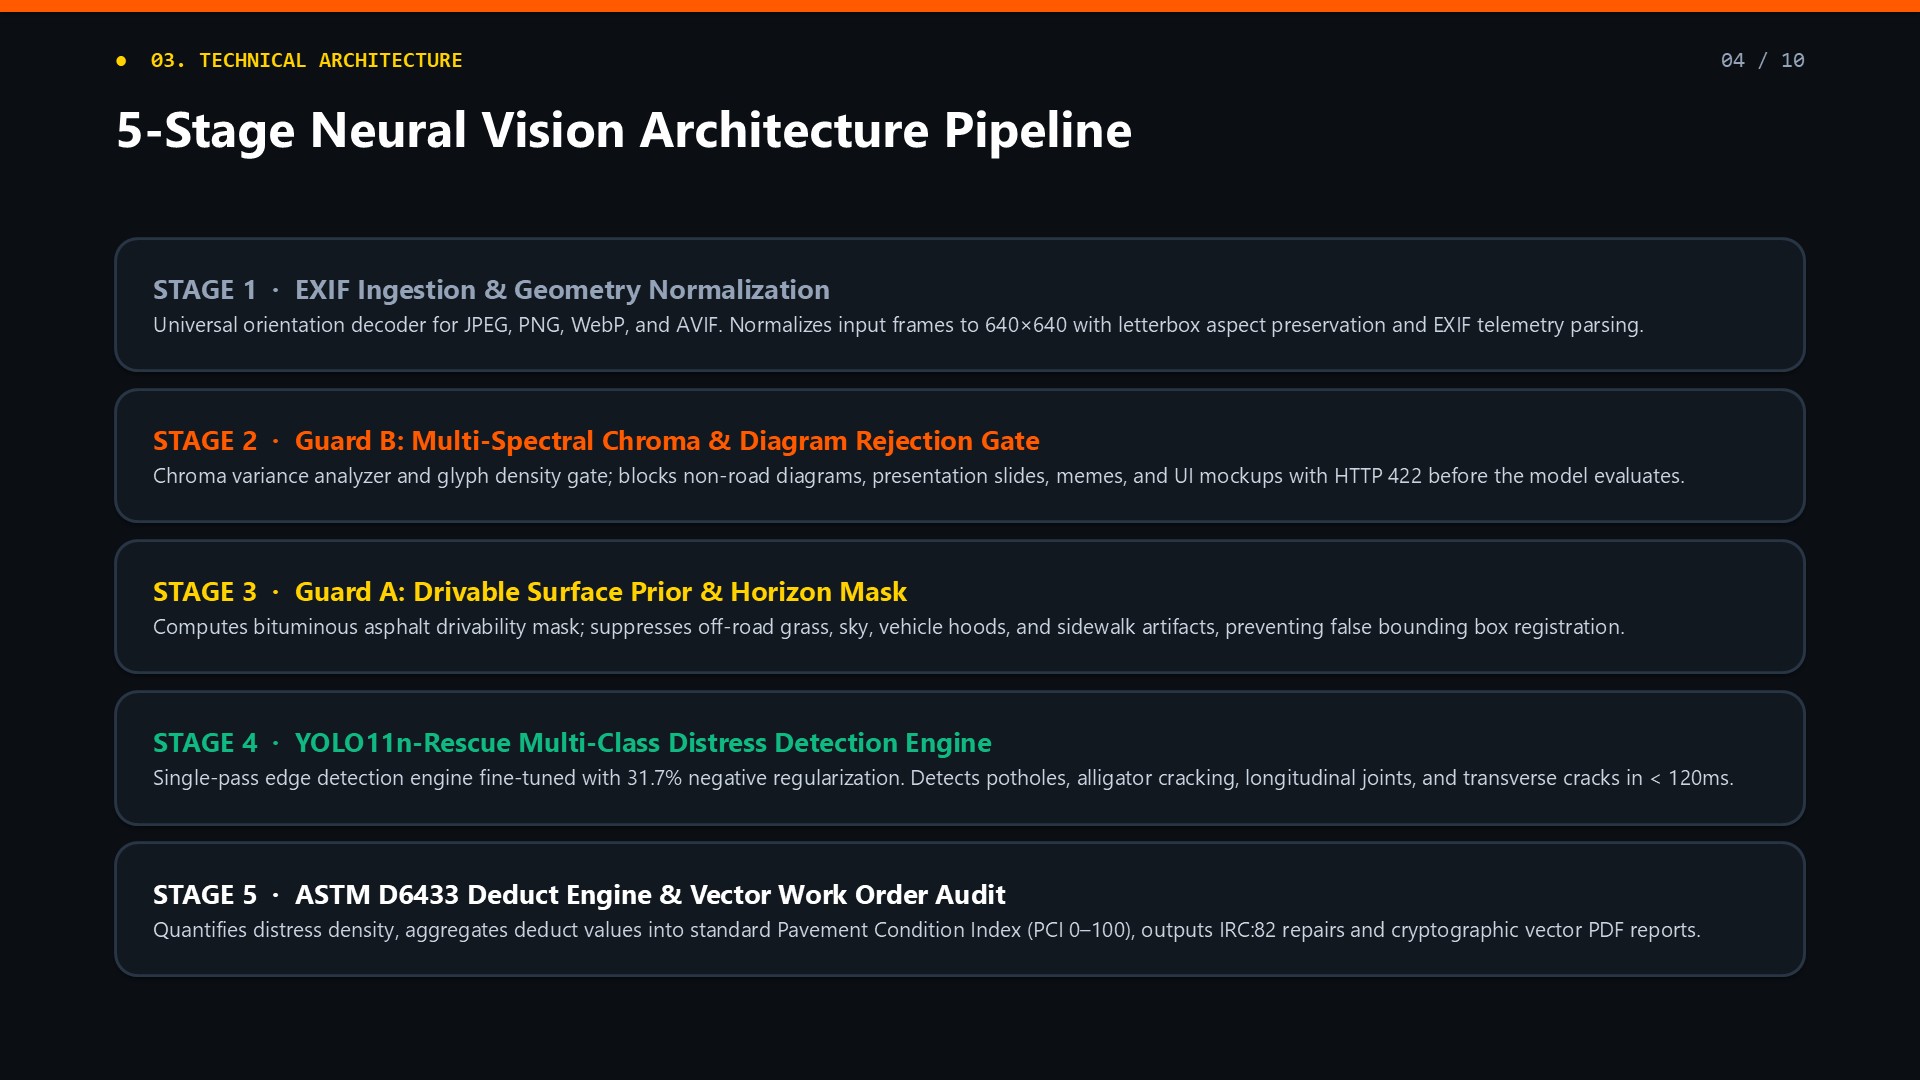 ● 03. TECHNICAL ARCHITECTURE
04 / 10
5-Stage Neural Vision Architecture Pipeline
STAGE 1 · EXIF Ingestion & Geometry Normalization
Universal orientation decoder for JPEG, PNG, WebP, and AVIF. Normalizes input frames to 640×640 with letterbox aspect preservation and EXIF telemetry parsing.
STAGE 2 · Guard B: Multi-Spectral Chroma & Diagram Rejection Gate
Chroma variance analyzer and glyph density gate; blocks non-road diagrams, presentation slides, memes, and UI mockups with HTTP 422 before the model evaluates.
STAGE 3 · Guard A: Drivable Surface Prior & Horizon Mask
Computes bituminous asphalt drivability mask; suppresses off-road grass, sky, vehicle hoods, and sidewalk artifacts, preventing false bounding box registration.
STAGE 4 · YOLO11n-Rescue Multi-Class Distress Detection Engine
Single-pass edge detection engine fine-tuned with 31.7% negative regularization. Detects potholes, alligator cracking, longitudinal joints, and transverse cracks in < 120ms.
STAGE 5 · ASTM D6433 Deduct Engine & Vector Work Order Audit
Quantifies distress density, aggregates deduct values into standard Pavement Condition Index (PCI 0–100), outputs IRC:82 repairs and cryptographic vector PDF reports.